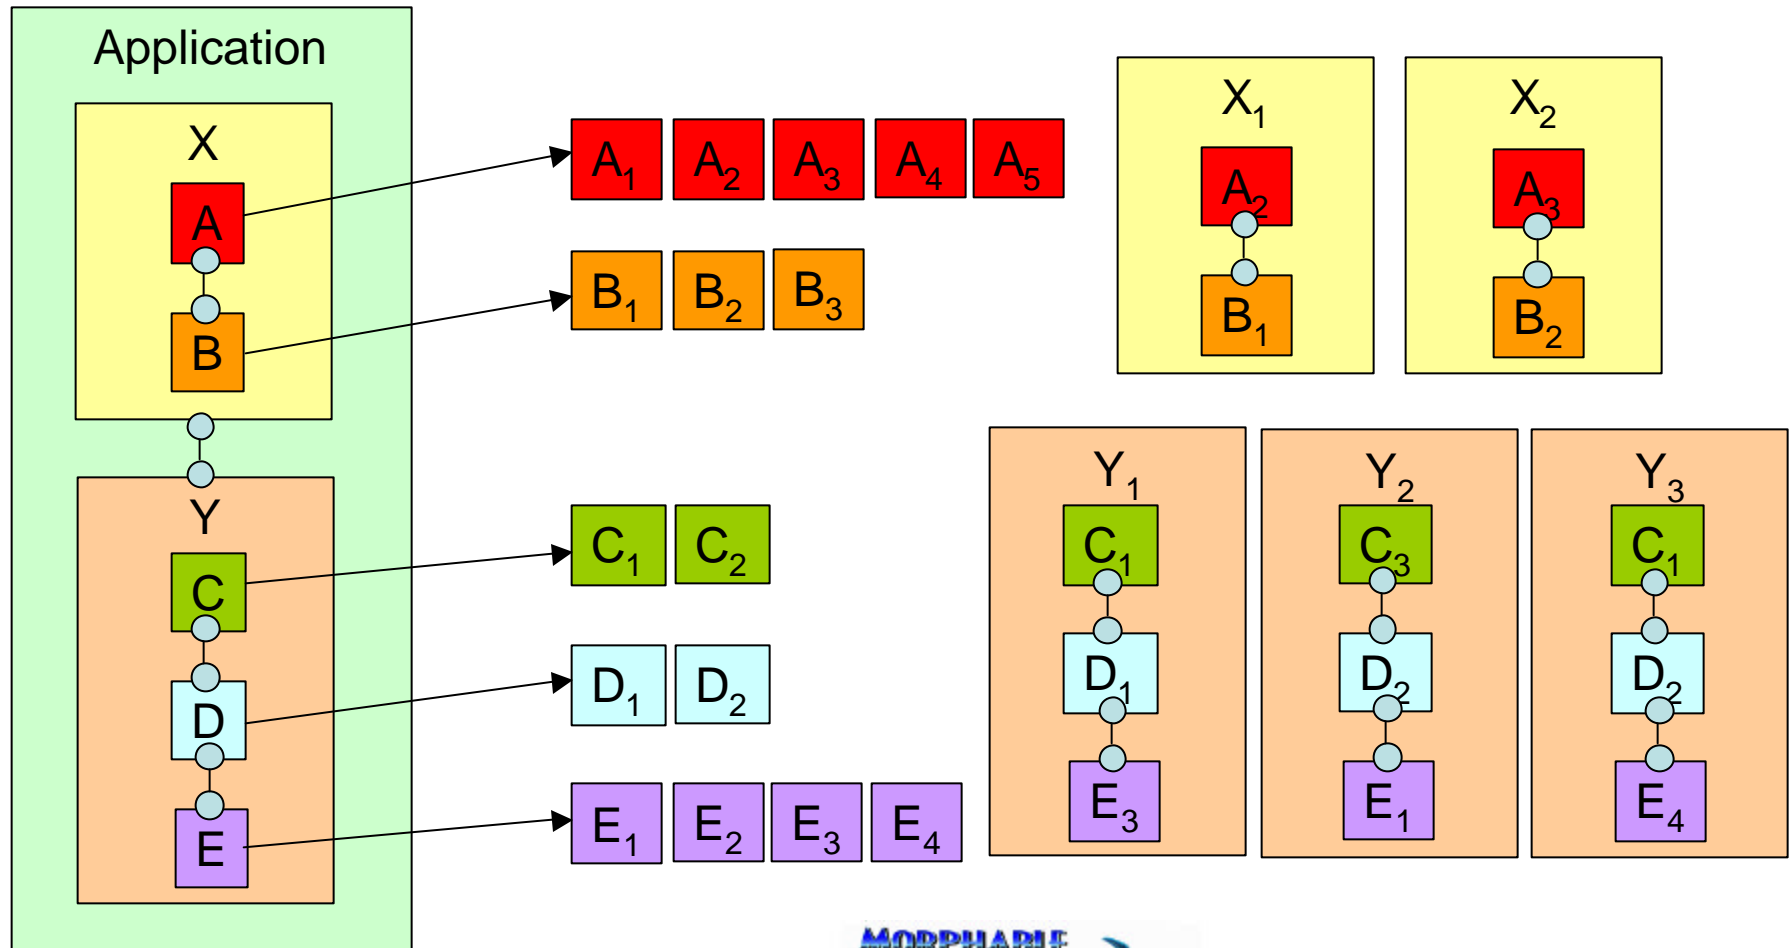 Application
X
A
B
Y
C
D
E
A₁ A₂ A₃ A₄ A₅
B₁ B₂ B₃
C₁ C₂
D₁ D₂
E₁ E₂ E₃ E₄
X₁
A₂
B₁
X₂
A₃
B₂
Y₁
C₁
D₁
E₃
Y₂
C₃
D₂
E₁
Y₃
C₁
D₂
E₄
MORPHABLE